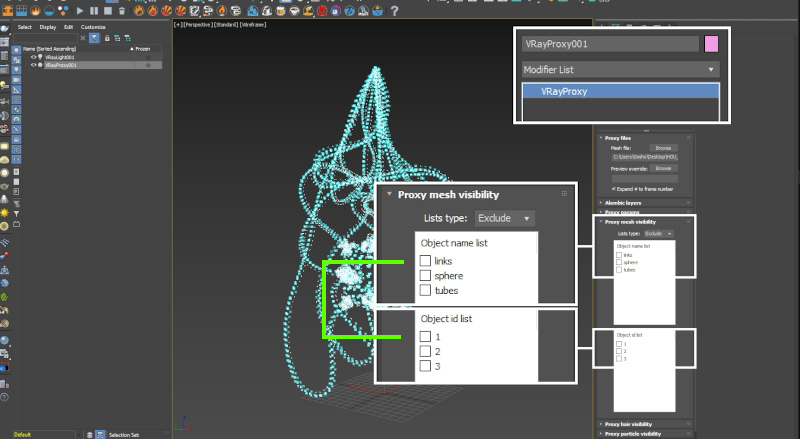 [+] [Perspective] [Standard] [Wireframe]
Select
Display
Edit
Customize
Name (Sorted Ascending)
▲ Frozen
VRayLight001
VRayProxy001
VRayProxy001
Modifier List
VRayProxy
Proxy files
Mesh file:
Browse
Preview override:
Browse
Expand # to frame number
Alembic layers
Proxy params
Proxy mesh visibility
Lists type:
Exclude
Object name list
links
sphere
tubes
Object id list
1
2
3
Proxy mesh visibility
Lists type:
Exclude
Object name list
links
sphere
tubes
Object id list
1
2
3
Proxy hair visibility
Proxy particle visibility
Default
Selection Set